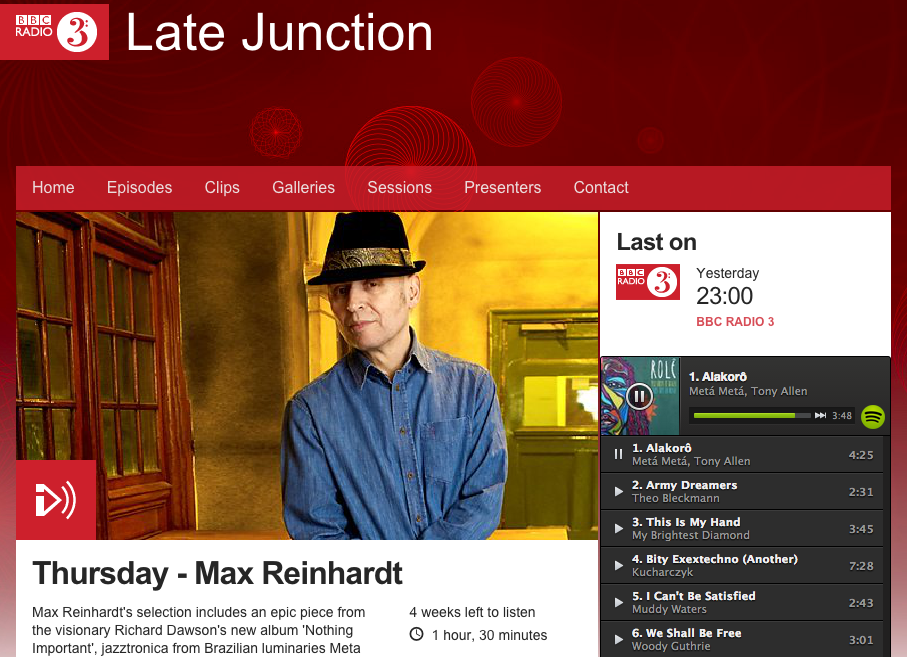 BBC
RADIO 3
Late Junction
Home Episodes Clips Galleries Sessions Presenters Contact
Thursday - Max Reinhardt
Max Reinhardt's selection includes an epic piece from
the visionary Richard Dawson's new album 'Nothing
Important', jazztronica from Brazilian luminaries Meta
4 weeks left to listen
1 hour, 30 minutes
Last on
BBC
RADIO 3
Yesterday
23:00
BBC RADIO 3
ROLÊ
1. Alakorô
Metá Metá, Tony Allen
3:48
1. Alakorô
Metá Metá, Tony Allen
4:25
2. Army Dreamers
Theo Bleckmann
2:31
3. This Is My Hand
My Brightest Diamond
3:45
4. Bity Exextechno (Another)
Kucharczyk
7:28
5. I Can't Be Satisfied
Muddy Waters
2:43
6. We Shall Be Free
Woody Guthrie
3:01